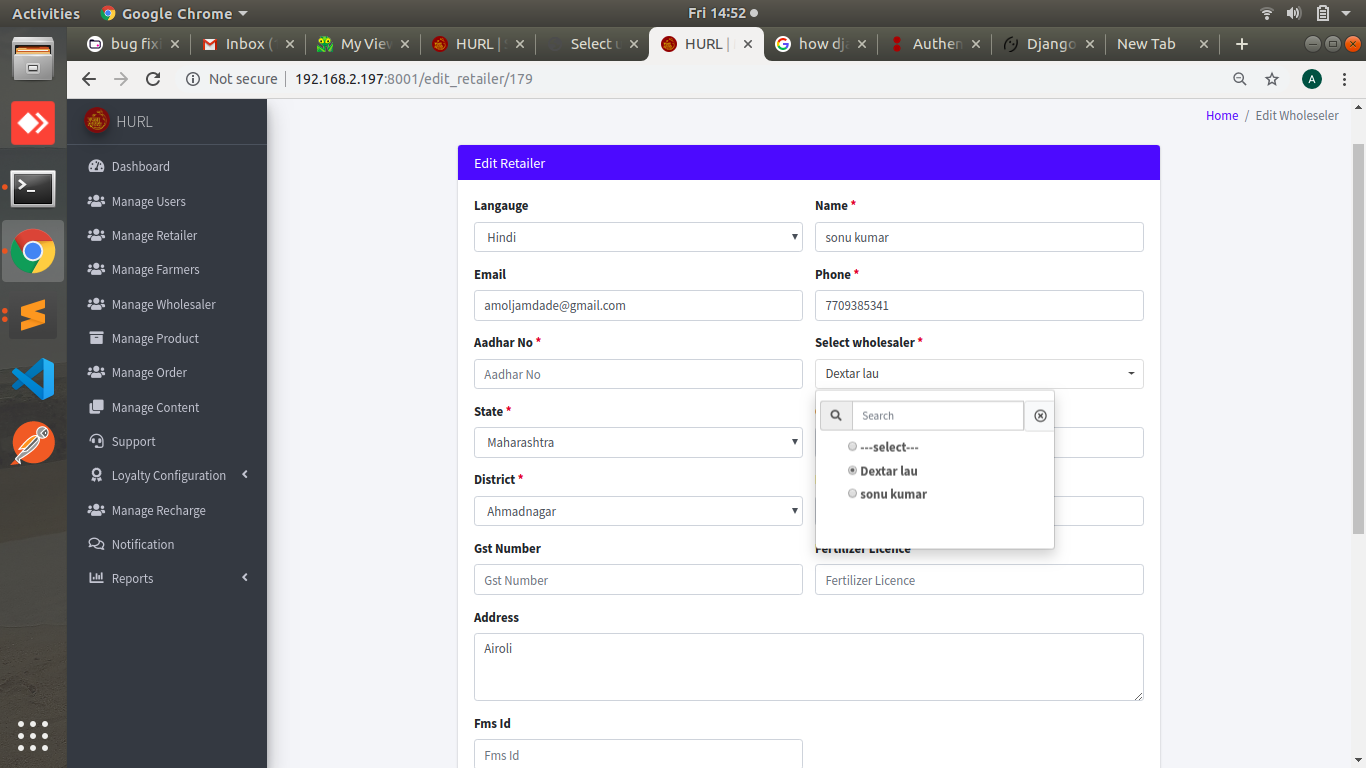 Activities Google Chrome Fri 14:52
bug fixi Inbox ( My View HURL | S Select u HURL | how dja Authen Django New Tab
Not secure 192.168.2.197:8001/edit_retailer/179 A
HURL
Dashboard
Manage Users
Manage Retailer
Manage Farmers
Manage Wholesaler
Manage Product
Manage Order
Manage Content
Support
Loyalty Configuration
Manage Recharge
Notification
Reports
Home / Edit Wholeseler
Edit Retailer
Langauge Name *
Hindi sonu kumar
Email Phone *
amoljamdade@gmail.com 7709385341
Aadhar No * Select wholesaler *
Aadhar No Dextar lau
Search
---select---
Dextar lau
sonu kumar
State *
Maharashtra
District *
Ahmadnagar
Gst Number Fertilizer Licence
Gst Number Fertilizer Licence
Address
Airoli
Fms Id
Fms Id